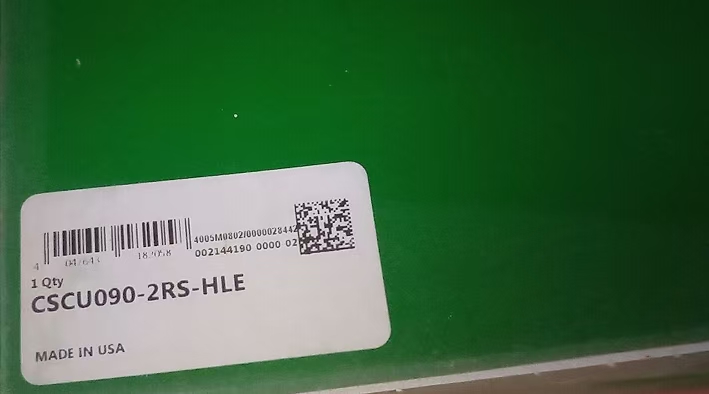 4005M0802/0000028442
002144190 0000 02
1 Qty
CSCU090-2RS-HLE
MADE IN USA